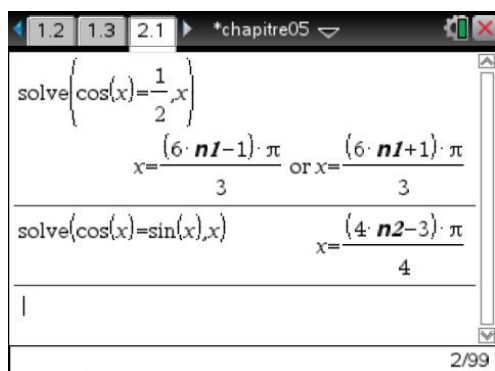 1.2 1.3 2.1 *chapitre05
solve(cos(x)=1/2,x)
x=(6·n1−1)·π/3 or x=(6·n1+1)·π/3
solve(cos(x)=sin(x),x) x=(4·n2−3)·π/4
2/99